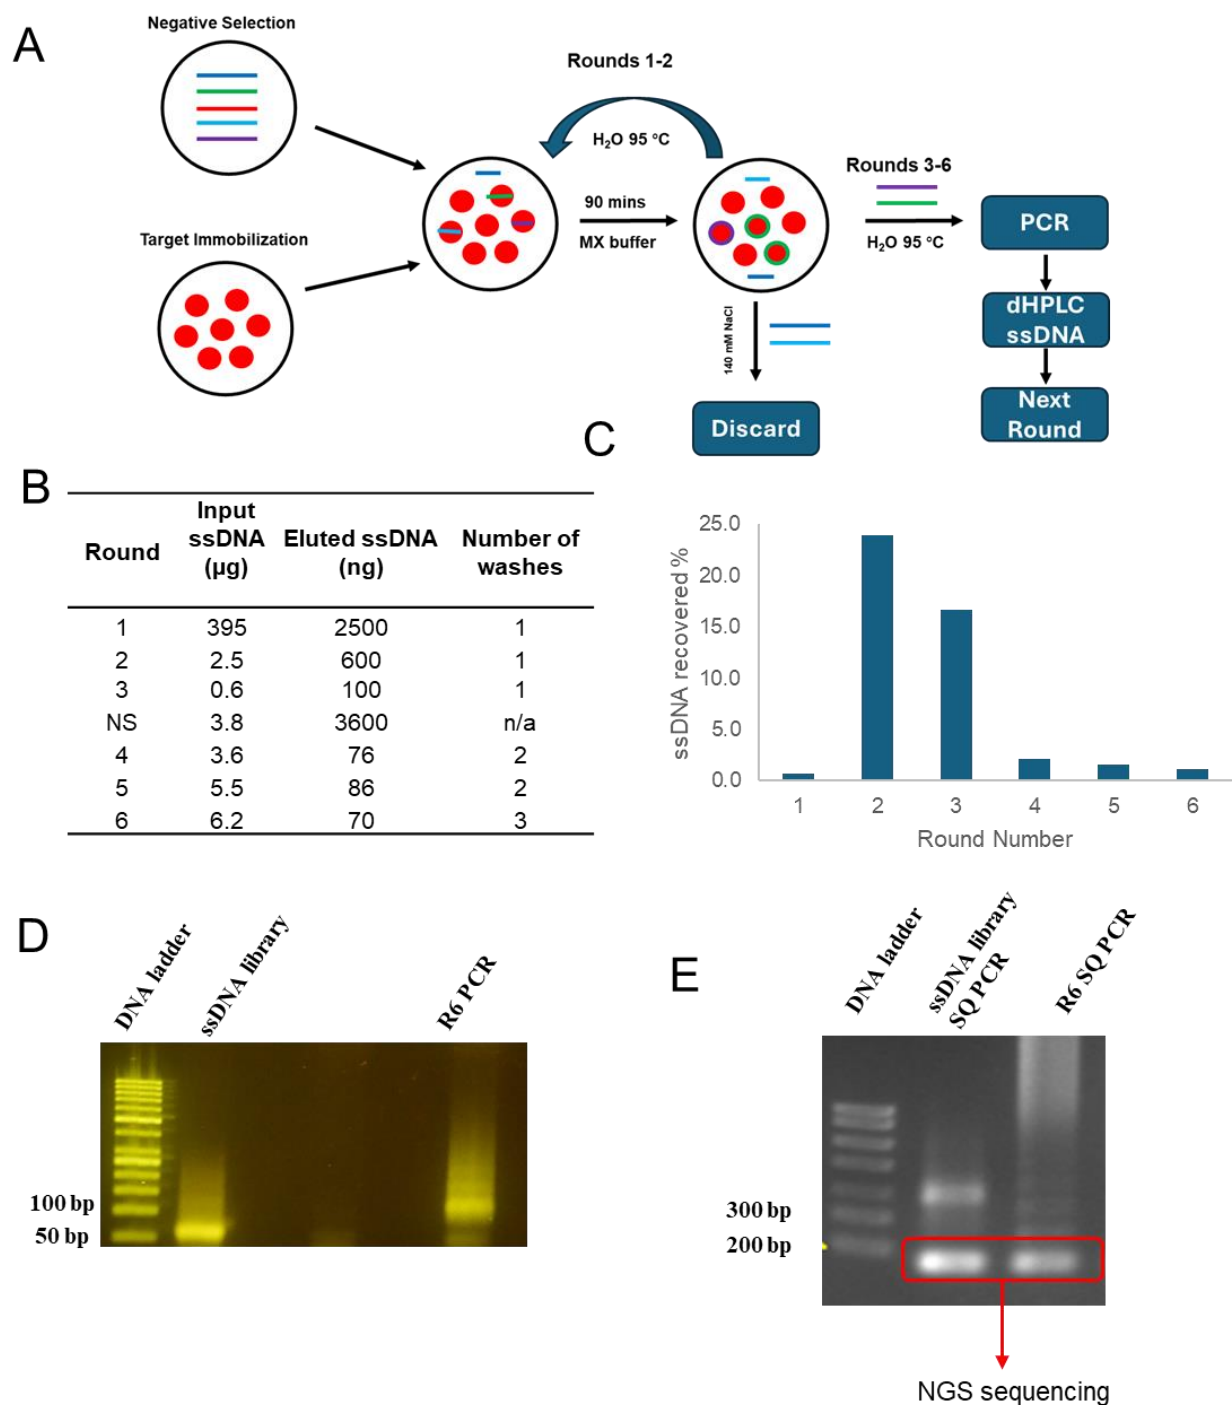 A
Negative Selection
Target Immobilization
Rounds 1-2
H₂O 95 °C
90 mins
MX buffer
140 mM NaCl
Discard
Rounds 3-6
H₂O 95 °C
PCR
dHPLC
ssDNA
Next
Round
B
Round Input ssDNA (µg) Eluted ssDNA (ng) Number of washes
1 395 2500 1
2 2.5 600 1
3 0.6 100 1
NS 3.8 3600 n/a
4 3.6 76 2
5 5.5 86 2
6 6.2 70 3
C
ssDNA recovered %
25.0
20.0
15.0
10.0
5.0
0.0
1 2 3 4 5 6
Round Number
D
DNA ladder
ssDNA library
R6 PCR
100 bp
50 bp
E
DNA ladder
ssDNA library
SQ PCR
R6 SQ PCR
300 bp
200 bp
NGS sequencing